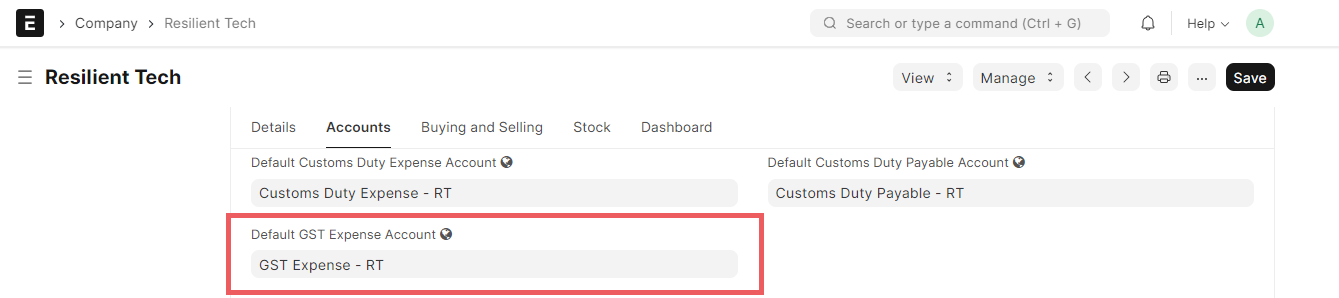 E Company Resilient Tech Search or type a command (Ctrl + G) Help A
Resilient Tech View Manage ... Save
Details Accounts Buying and Selling Stock Dashboard
Default Customs Duty Expense Account Default Customs Duty Payable Account
Customs Duty Expense - RT Customs Duty Payable - RT
Default GST Expense Account
GST Expense - RT